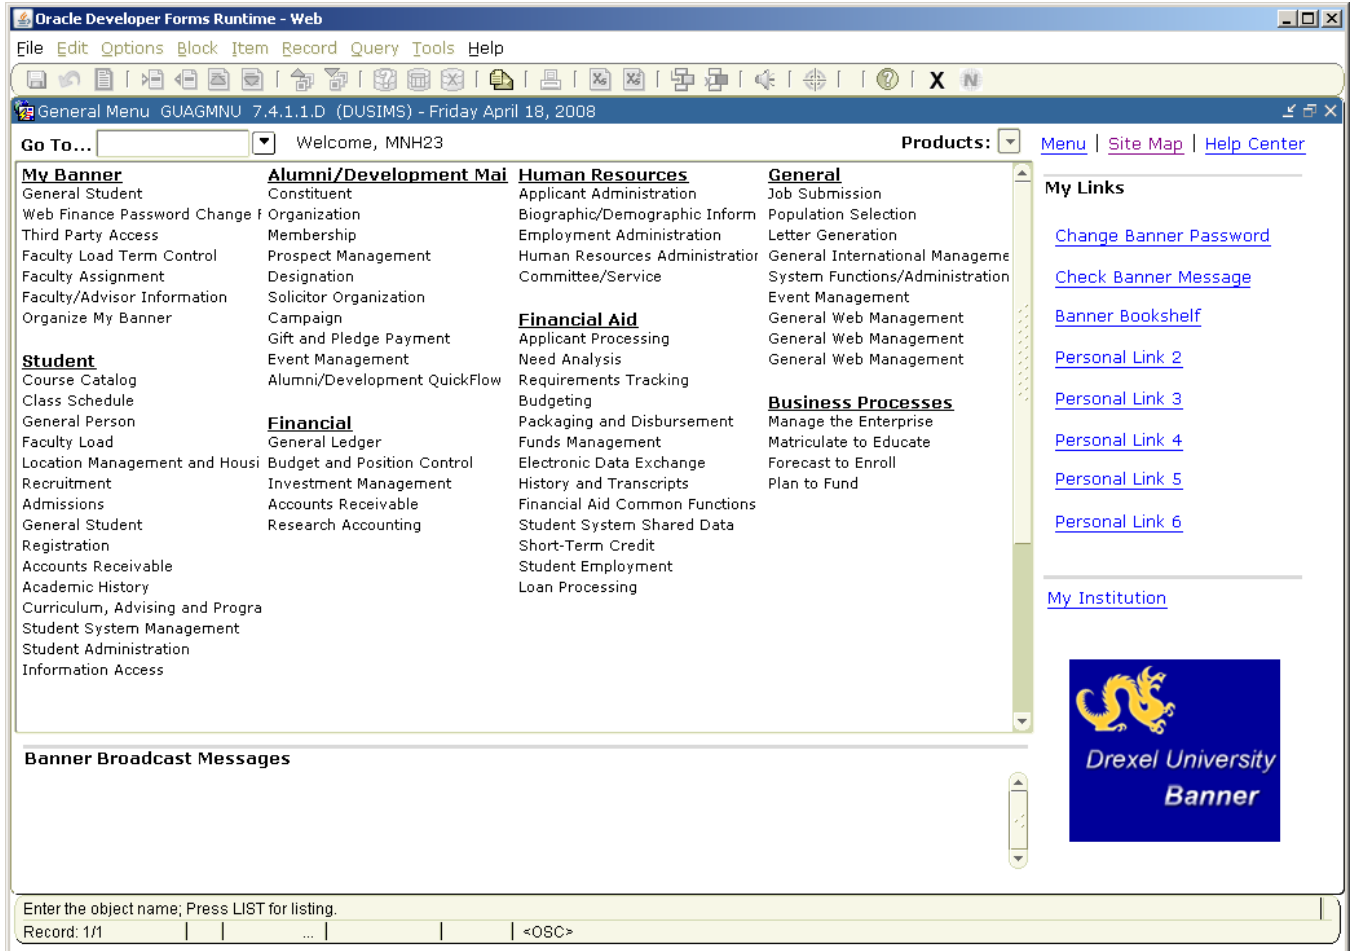 Oracle Developer Forms Runtime - Web
File Edit Options Block Item Record Query Tools Help
X N
General Menu GUAGMNU 7.4.1.1.D (DUSIMS) - Friday April 18, 2008
Go To... Welcome, MNH23 Products: Menu | Site Map | Help Center
My Banner
General Student
Web Finance Password Change F
Third Party Access
Faculty Load Term Control
Faculty Assignment
Faculty/Advisor Information
Organize My Banner
Student
Course Catalog
Class Schedule
General Person
Faculty Load
Location Management and Housi
Recruitment
Admissions
General Student
Registration
Accounts Receivable
Academic History
Curriculum, Advising and Progra
Student System Management
Student Administration
Information Access
Alumni/Development Mai
Constituent
Organization
Membership
Prospect Management
Designation
Solicitor Organization
Campaign
Gift and Pledge Payment
Event Management
Alumni/Development QuickFlow
Financial
General Ledger
Budget and Position Control
Investment Management
Accounts Receivable
Research Accounting
Human Resources
Applicant Administration
Biographic/Demographic Inform
Employment Administration
Human Resources Administration
Committee/Service
Financial Aid
Applicant Processing
Need Analysis
Requirements Tracking
Budgeting
Packaging and Disbursement
Funds Management
Electronic Data Exchange
History and Transcripts
Financial Aid Common Functions
Student System Shared Data
Short-Term Credit
Student Employment
Loan Processing
General
Job Submission
Population Selection
Letter Generation
General International Manageme
System Functions/Administration
Event Management
General Web Management
General Web Management
General Web Management
Business Processes
Manage the Enterprise
Matriculate to Educate
Forecast to Enroll
Plan to Fund
My Links
Change Banner Password
Check Banner Message
Banner Bookshelf
Personal Link 2
Personal Link 3
Personal Link 4
Personal Link 5
Personal Link 6
My Institution
Drexel University
Banner
Banner Broadcast Messages
Enter the object name; Press LIST for listing.
Record: 1/1 ... <OSC>